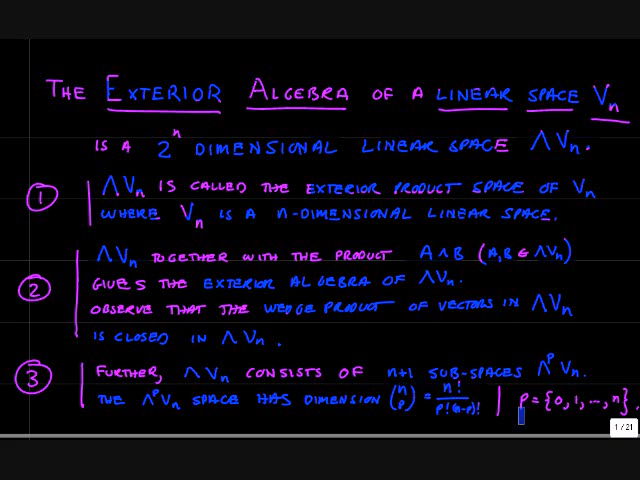 THE EXTERIOR ALGEBRA OF A LINEAR SPACE Vₙ
IS A 2ⁿ DIMENSIONAL LINEAR SPACE ΛVₙ.
① ΛVₙ IS CALLED THE EXTERIOR PRODUCT SPACE OF Vₙ
WHERE Vₙ IS A n-DIMENSIONAL LINEAR SPACE.
② ΛVₙ TOGETHER WITH THE PRODUCT A∧B (A,B ∈ ΛVₙ)
GIVES THE EXTERIOR ALGEBRA OF ΛVₙ.
OBSERVE THAT THE WEDGE PRODUCT OF VECTORS IN ΛVₙ
IS CLOSED IN ΛVₙ.
③ FURTHER, ΛVₙ CONSISTS OF n+1 SUB-SPACES ΛᵖVₙ.
THE ΛᵖVₙ SPACE HAS DIMENSION (n p) = n!/p!(n-p)! | p = {0, 1, ..., n}.
1 / 21